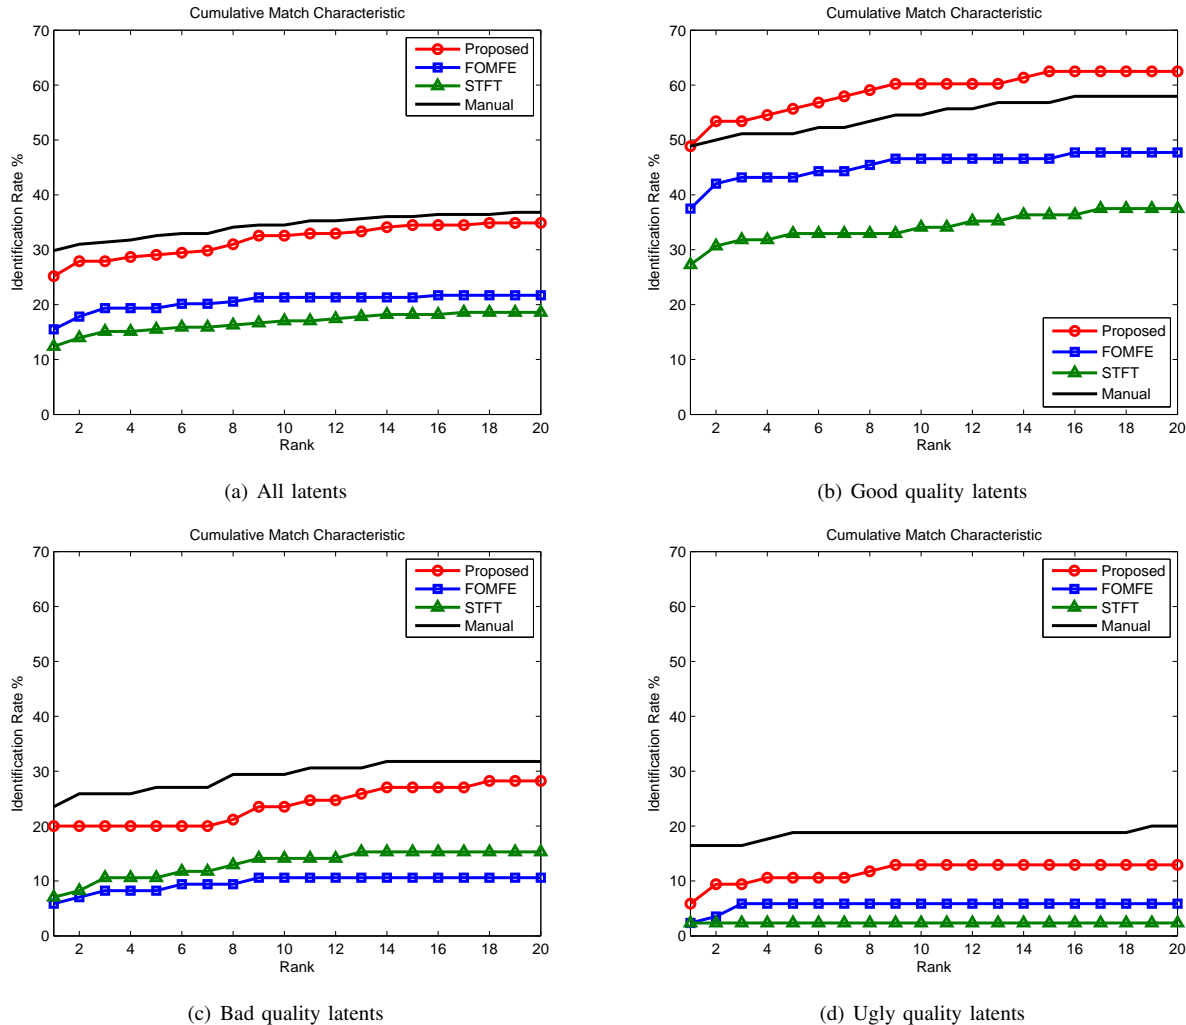 Cumulative Match Characteristic
70
60
50
40
30
20
10
0
Identification Rate %
Proposed
FOMFE
STFT
Manual
2 4 6 8 10 12 14 16 18 20
Rank
(a) All latents
Cumulative Match Characteristic
70
60
50
40
30
20
10
0
Identification Rate %
Proposed
FOMFE
STFT
Manual
2 4 6 8 10 12 14 16 18 20
Rank
(b) Good quality latents
Cumulative Match Characteristic
70
60
50
40
30
20
10
0
Identification Rate %
Proposed
FOMFE
STFT
Manual
2 4 6 8 10 12 14 16 18 20
Rank
(c) Bad quality latents
Cumulative Match Characteristic
70
60
50
40
30
20
10
0
Identification Rate %
Proposed
FOMFE
STFT
Manual
2 4 6 8 10 12 14 16 18 20
Rank
(d) Ugly quality latents